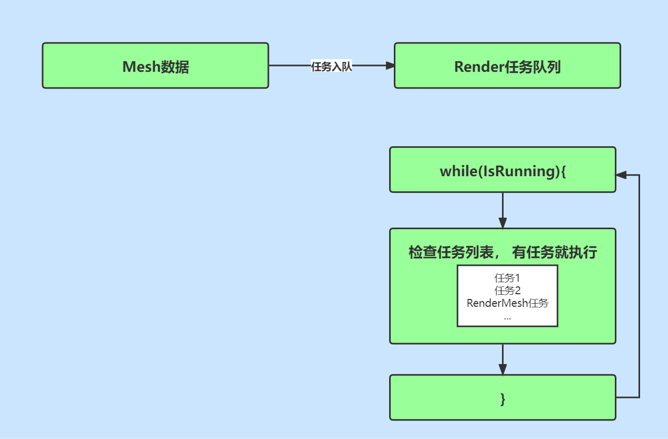 Mesh数据
任务入队
Render任务队列
while(IsRunning){
检查任务列表， 有任务就执行
任务1
任务2
RenderMesh任务
...
}